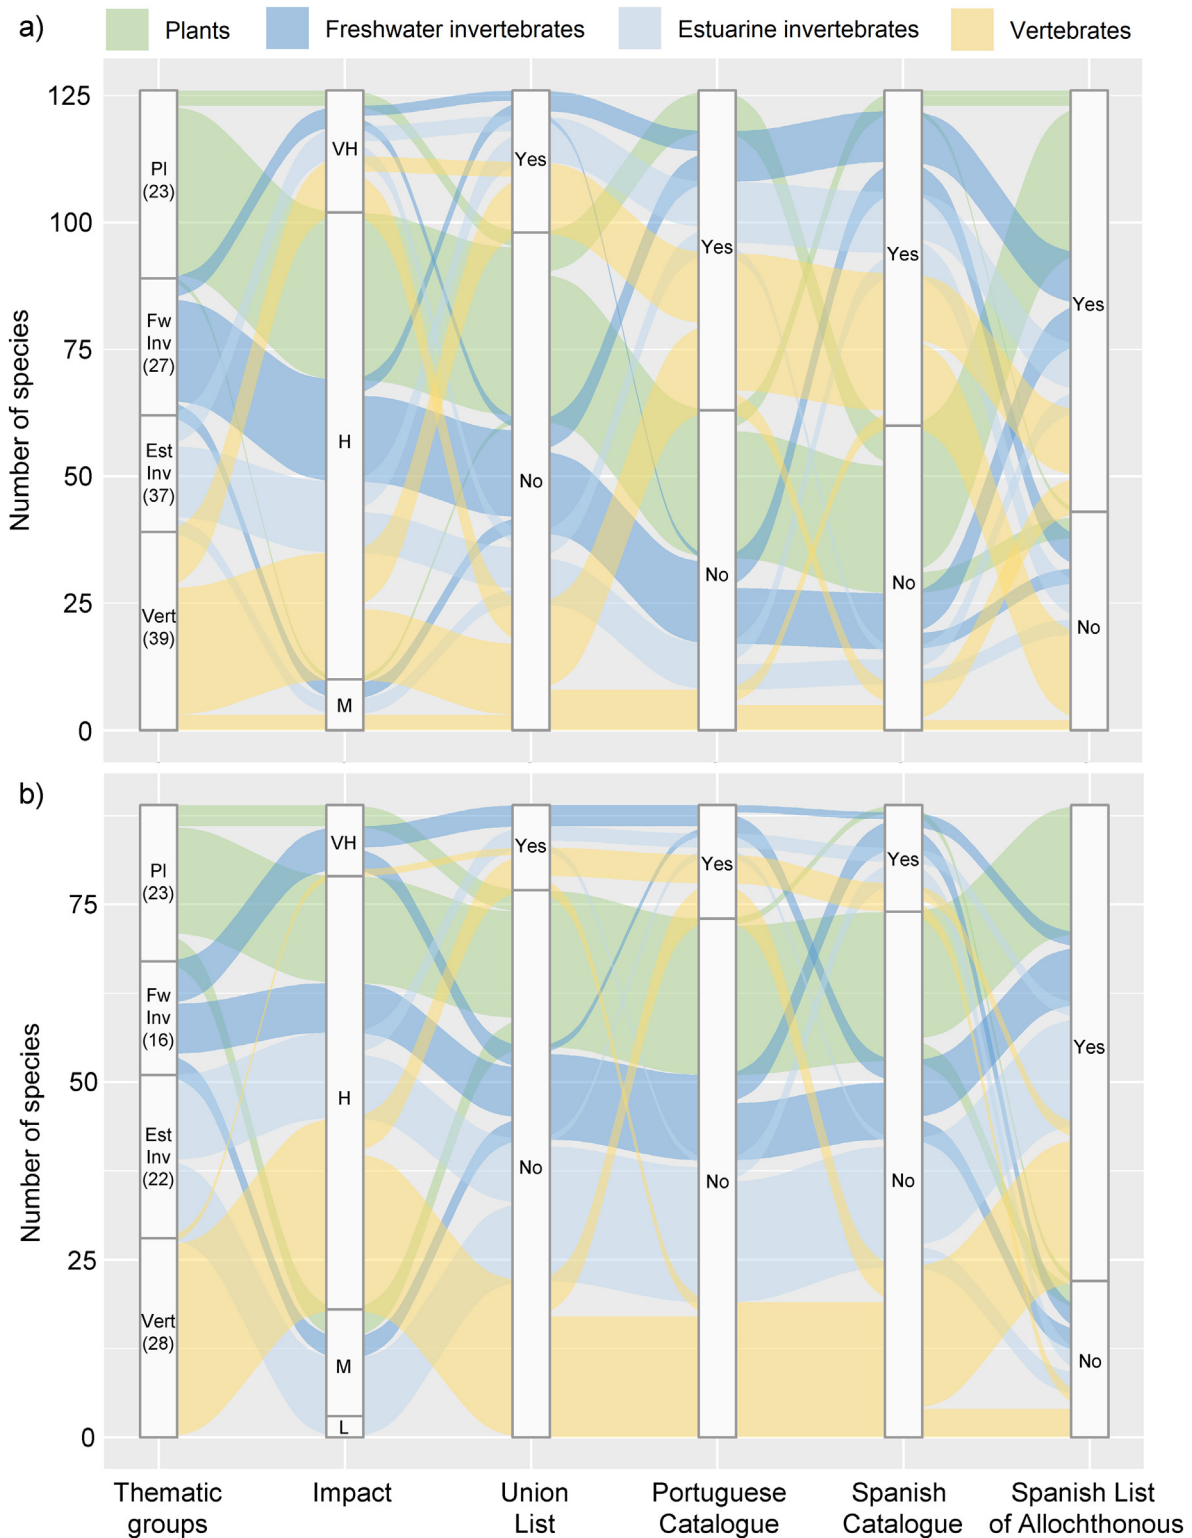 a)
Plants
Freshwater invertebrates
Estuarine invertebrates
Vertebrates
Number of species
125
100
75
50
25
0
Pl
(23)
Fw
Inv
(27)
Est
Inv
(37)
Vert
(39)
VH
H
M
Yes
No
Yes
No
Yes
No
Yes
No
b)
Number of species
75
50
25
0
Pl
(23)
Fw
Inv
(16)
Est
Inv
(22)
Vert
(28)
VH
H
M
L
Yes
No
Yes
No
Yes
No
Yes
No
Thematic
groups
Impact
Union
List
Portuguese
Catalogue
Spanish
Catalogue
Spanish List
of Allochthonous